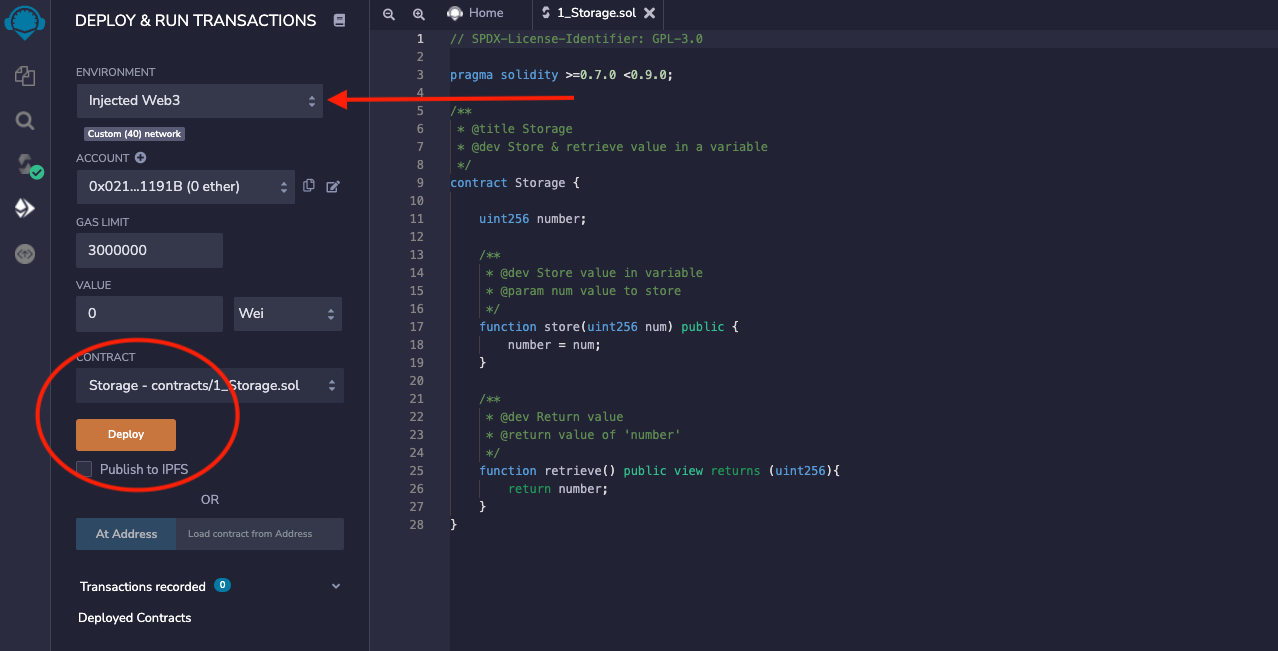 DEPLOY & RUN TRANSACTIONS
ENVIRONMENT
Injected Web3
Custom (40) network
ACCOUNT
0x021...1191B (0 ether)
GAS LIMIT
3000000
VALUE
0
Wei
CONTRACT
Storage - contracts/1_Storage.sol
Deploy
Publish to IPFS
OR
At Address
Load contract from Address
Transactions recorded 0
Deployed Contracts
Home
1_Storage.sol
1 // SPDX-License-Identifier: GPL-3.0
2
3 pragma solidity >=0.7.0 <0.9.0;
4
5 /**
6  * @title Storage
7  * @dev Store & retrieve value in a variable
8  */
9 contract Storage {
10
11     uint256 number;
12
13     /**
14      * @dev Store value in variable
15      * @param num value to store
16      */
17     function store(uint256 num) public {
18         number = num;
19     }
20
21     /**
22      * @dev Return value
23      * @return value of 'number'
24      */
25     function retrieve() public view returns (uint256){
26         return number;
27     }
28 }